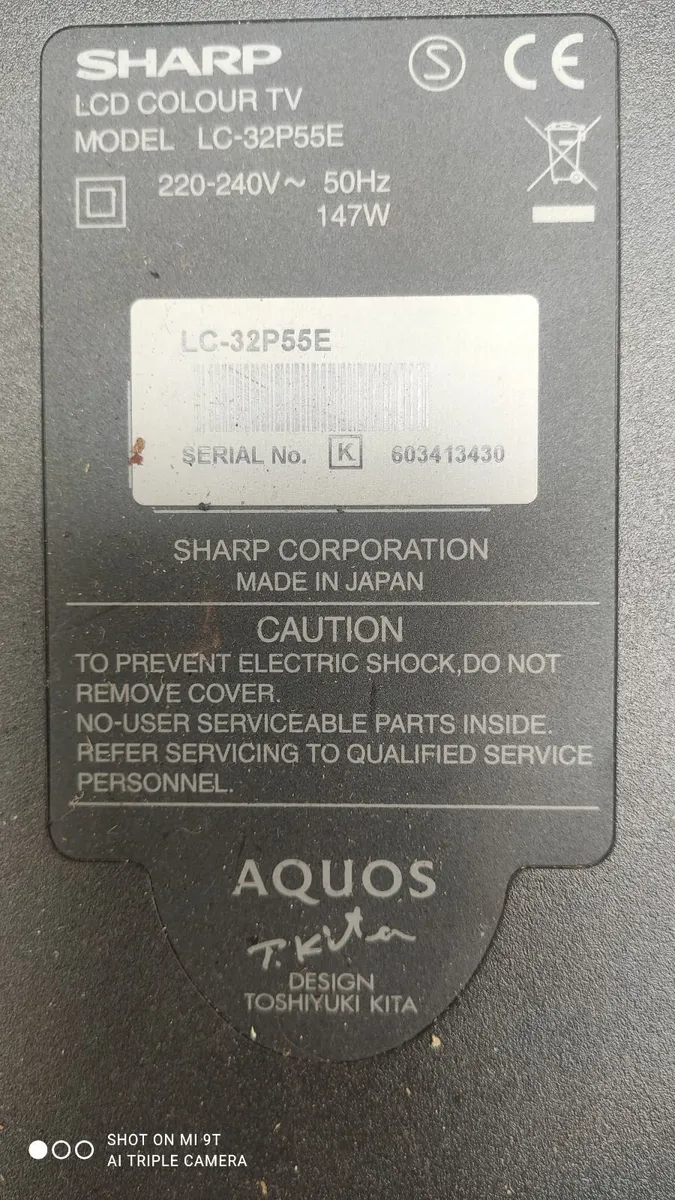 SHARP
LCD COLOUR TV
MODEL LC-32P55E
220-240V~ 50Hz
147W
S
CE
LC-32P55E
SERIAL No. K 603413430
SHARP CORPORATION
MADE IN JAPAN
CAUTION
TO PREVENT ELECTRIC SHOCK,DO NOT
REMOVE COVER.
NO-USER SERVICEABLE PARTS INSIDE.
REFER SERVICING TO QUALIFIED SERVICE
PERSONNEL.
AQUOS
T. Kita
DESIGN
TOSHIYUKI KITA
SHOT ON MI 9T
AI TRIPLE CAMERA